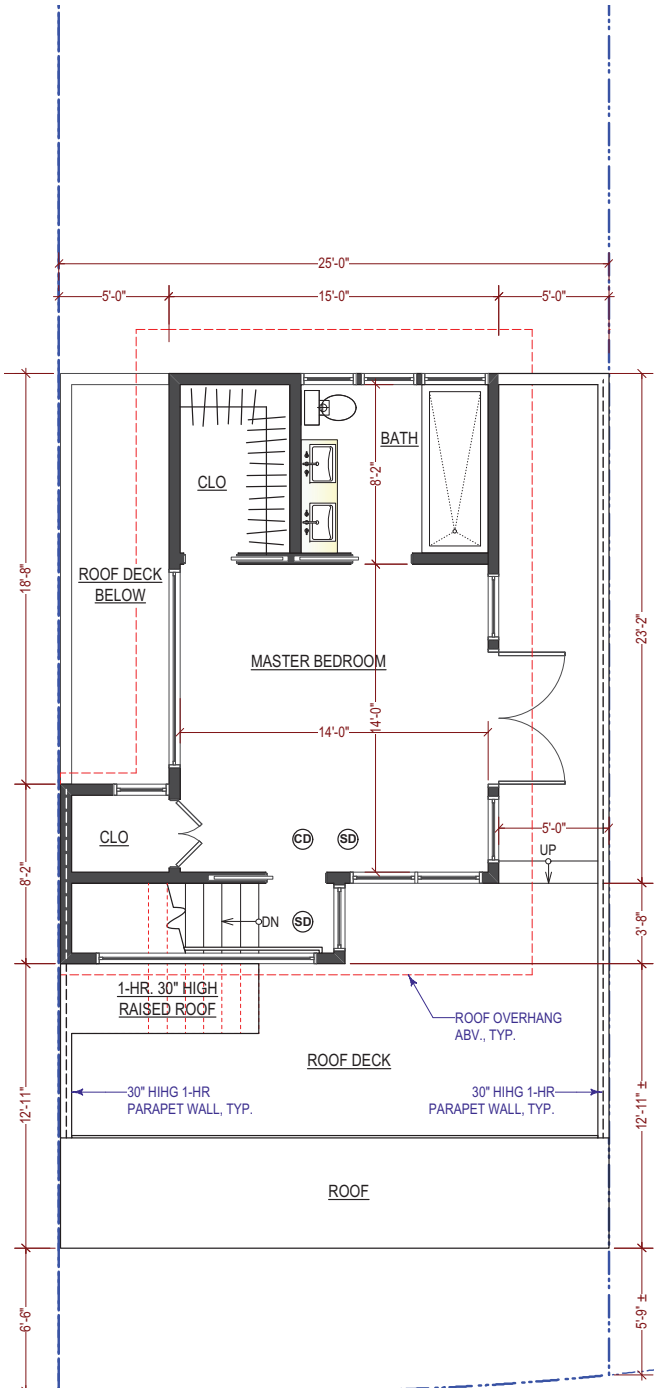 25'-0"
5'-0"
15'-0"
5'-0"
BATH
8'-2"
CLO
ROOF DECK
BELOW
18'-8"
23'-2"
MASTER BEDROOM
14'-0"
14'-0"
CLO
CD
SD
5'-0"
UP
8'-2"
DN
SD
3'-8"
1-HR. 30" HIGH
RAISED ROOF
ROOF OVERHANG
ABV., TYP.
ROOF DECK
30" HIHG 1-HR
PARAPET WALL, TYP.
30" HIHG 1-HR
PARAPET WALL, TYP.
12'-11"
12'-11" ±
ROOF
6'-6"
5'-9" ±